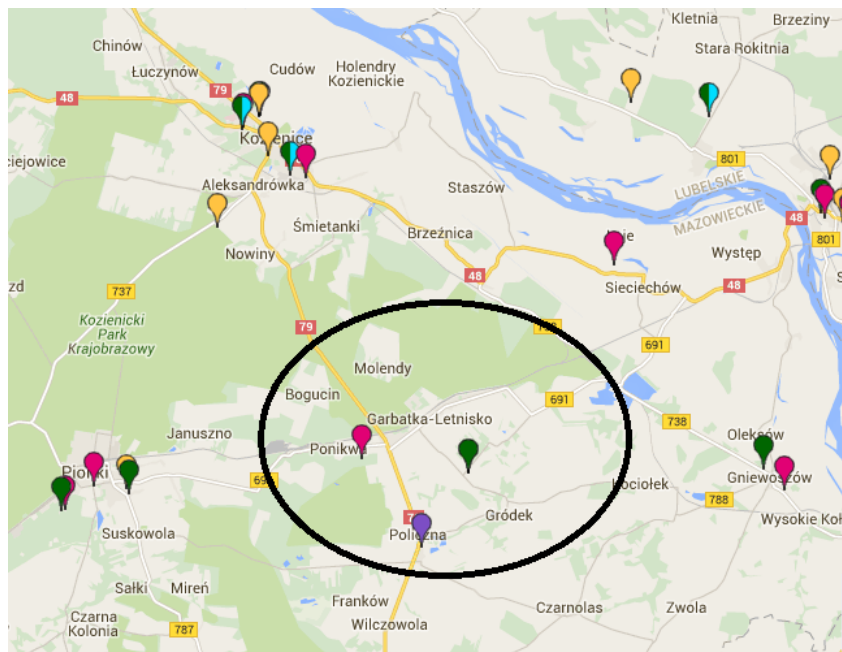 Kletnia
Brzeziny
Chinów
Stara Rokitnia
Łuczynów
Cudów
Holendry
Kozienickie
79
48
Kozienice
801
Aleksandrówka
Staszów
LUBELSKIE
MAZOWIECKIE
48
801
Śmietanki
Brzeźnica
Nowiny
Występ
48
Sieciechów
48
737
Kozienicki
Park
Krajobrazowy
79
691
Molendy
Bogucin
691
Garbatka-Letnisko
738
Januszno
Ponikwa
Oleksów
Pionki
Gniewoszów
788
Gródek
Wysokie Koł
Policzna
Suskowola
Sałki
Mireń
Franków
Czarnolas
Zwola
Czarna
Kolonia
787
Wilczowola